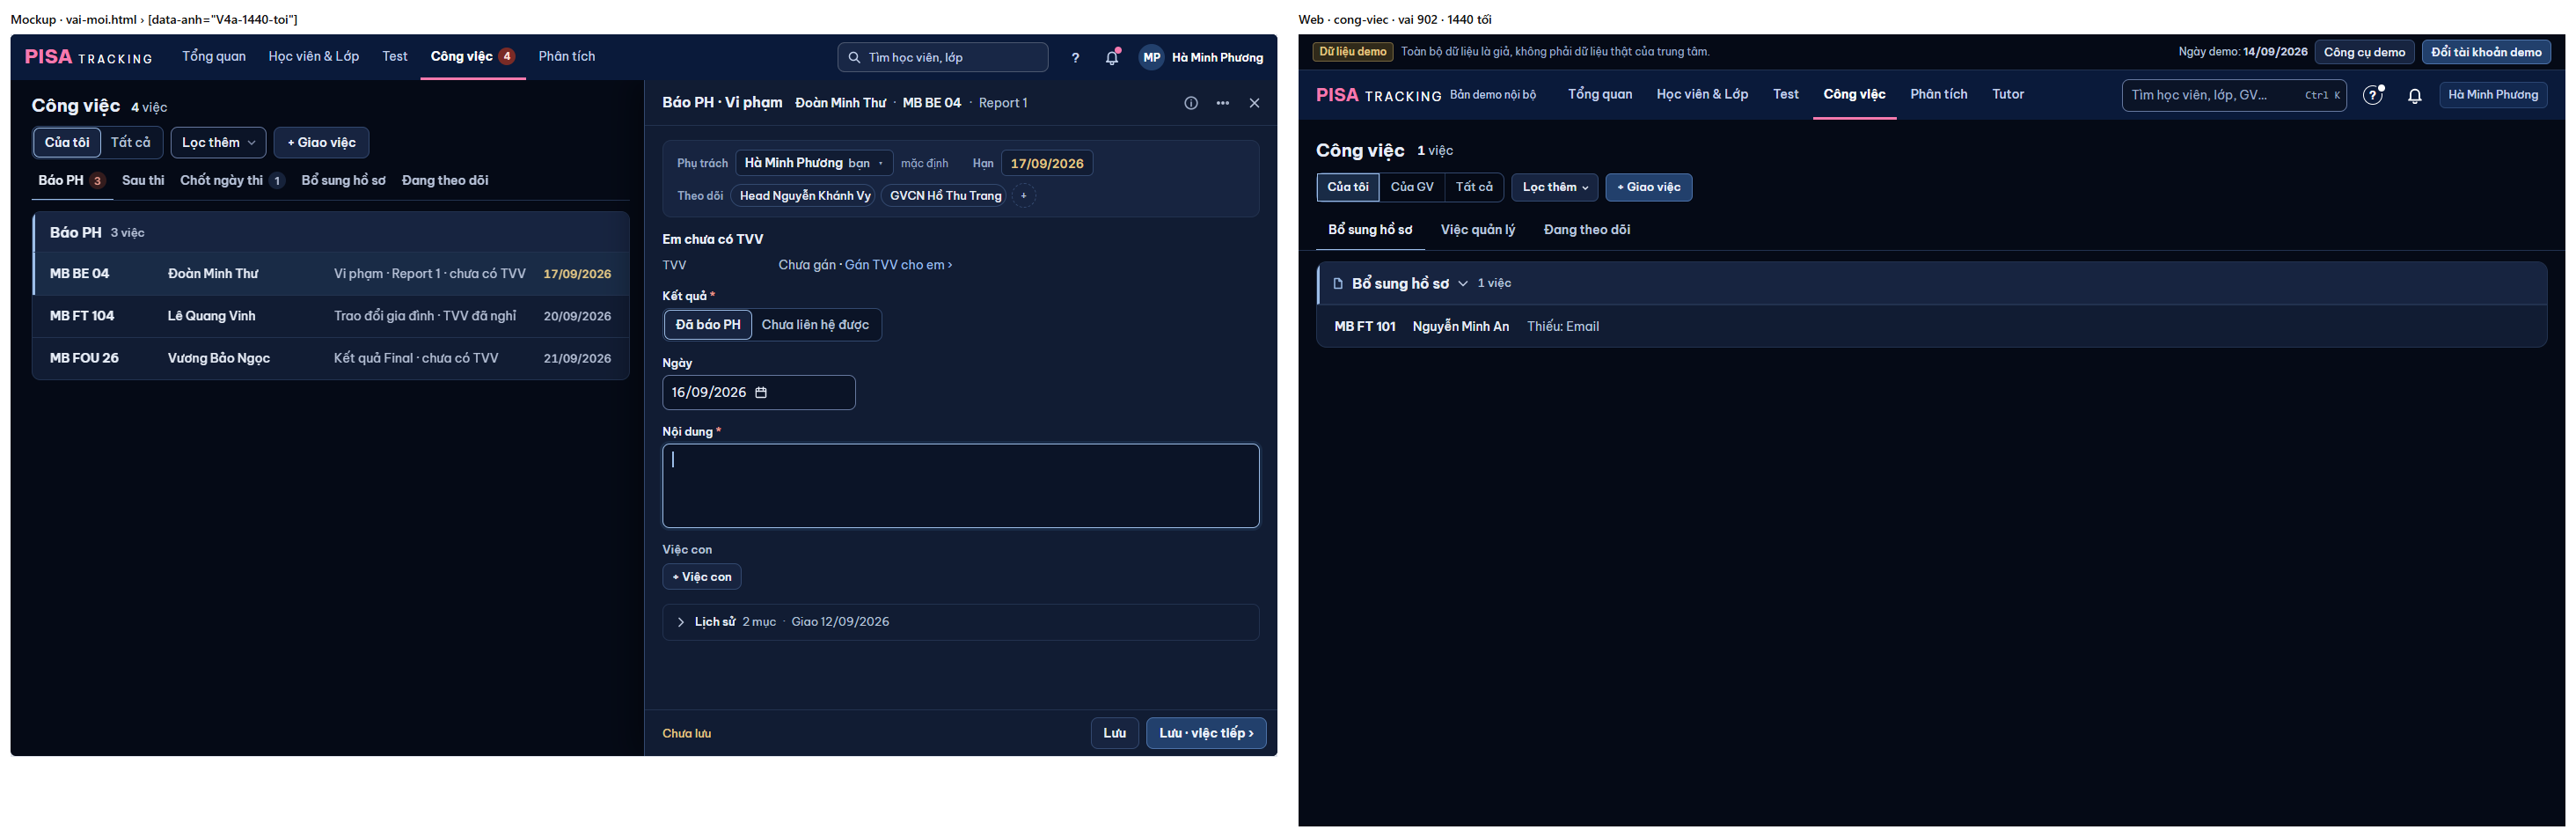 Mockup · vai-moi.html › [data-anh="V4a-1440-toi"]
PISA TRACKING Tổng quan Học viên & Lớp Test Công việc 4 Phân tích Tìm học viên, lớp ? MP Hà Minh Phương
Công việc 4 việc
Của tôi Tất cả Lọc thêm + Giao việc
Báo PH 3 Sau thi Chốt ngày thi 1 Bổ sung hồ sơ Đang theo dõi
Báo PH 3 việc
MB BE 04 Đoàn Minh Thư Vi phạm · Report 1 · chưa có TVV 17/09/2026
MB FT 104 Lê Quang Vinh Trao đổi gia đình · TVV đã nghỉ 20/09/2026
MB FOU 26 Vương Bảo Ngọc Kết quả Final · chưa có TVV 21/09/2026
Báo PH · Vi phạm Đoàn Minh Thư · MB BE 04 · Report 1
Phụ trách Hà Minh Phương bạn mặc định Hạn 17/09/2026
Theo dõi Head Nguyễn Khánh Vy GVCN Hồ Thu Trang +
Em chưa có TVV
TVV Chưa gán · Gán TVV cho em ›
Kết quả *
Đã báo PH Chưa liên hệ được
Ngày
16/09/2026
Nội dung *
Việc con
+ Việc con
Lịch sử 2 mục · Giao 12/09/2026
Chưa lưu Lưu Lưu · việc tiếp ›
Web · cong-viec · vai 902 · 1440 tối
Dữ liệu demo Toàn bộ dữ liệu là giả, không phải dữ liệu thật của trung tâm. Ngày demo: 14/09/2026 Công cụ demo Đổi tài khoản demo
PISA TRACKING Bản demo nội bộ Tổng quan Học viên & Lớp Test Công việc Phân tích Tutor Tìm học viên, lớp, GV... Ctrl K ? Hà Minh Phương
Công việc 1 việc
Của tôi Của GV Tất cả Lọc thêm + Giao việc
Bổ sung hồ sơ Việc quản lý Đang theo dõi
Bổ sung hồ sơ 1 việc
MB FT 101 Nguyễn Minh An Thiếu: Email